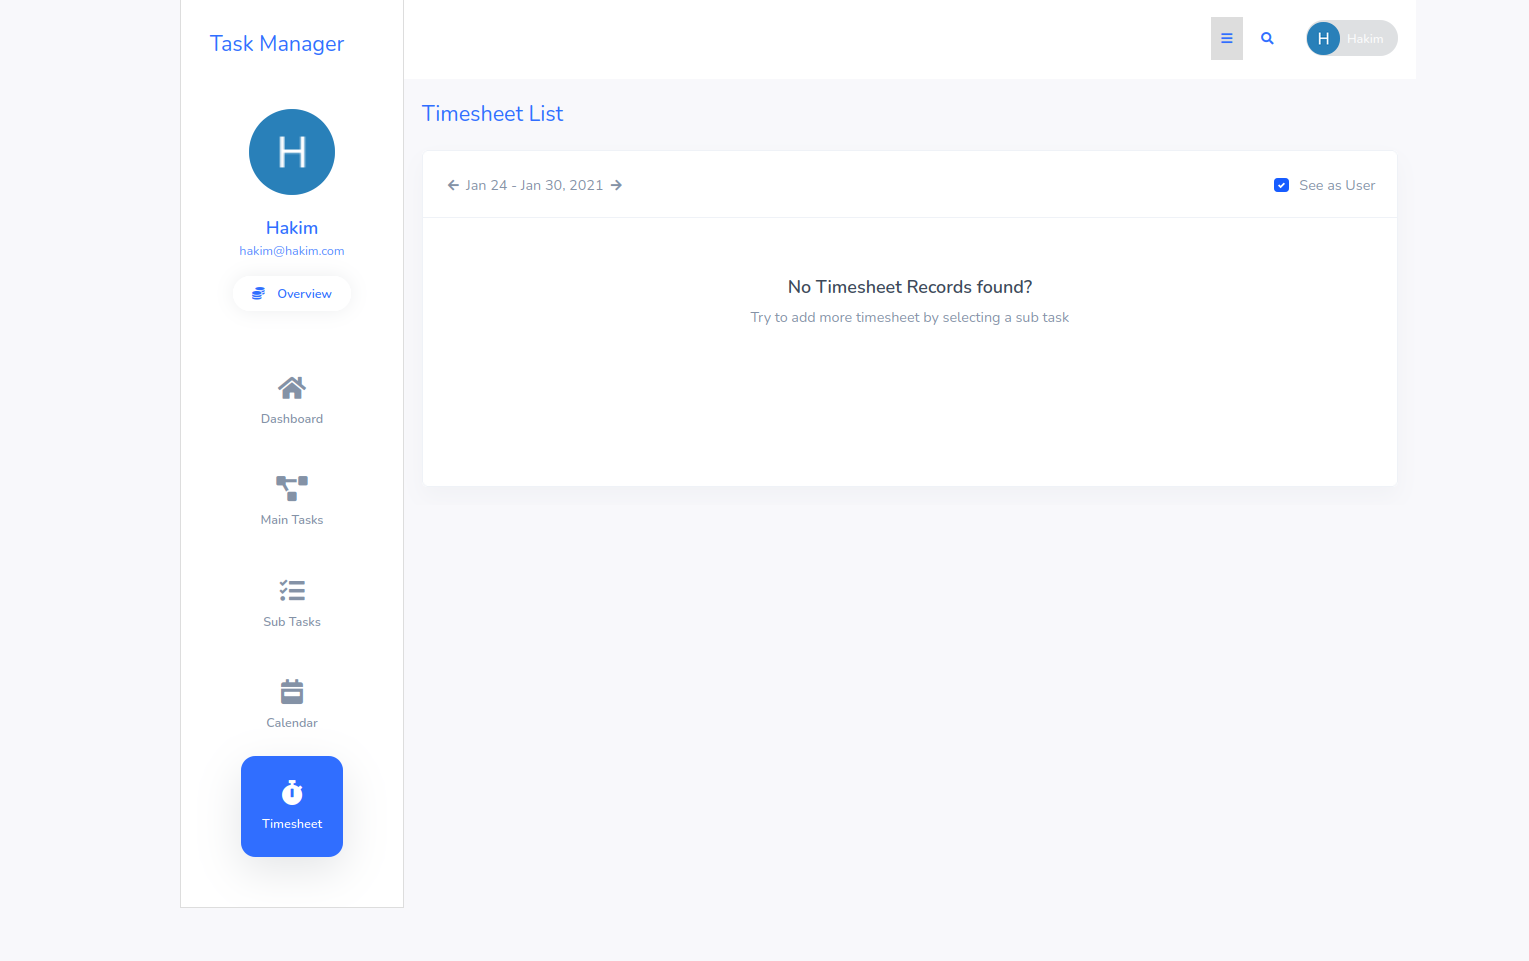 Task Manager
H
Hakim
hakim@hakim.com
Overview
Dashboard
Main Tasks
Sub Tasks
Calendar
Timesheet
H Hakim
Timesheet List
Jan 24 - Jan 30, 2021
See as User
No Timesheet Records found?
Try to add more timesheet by selecting a sub task